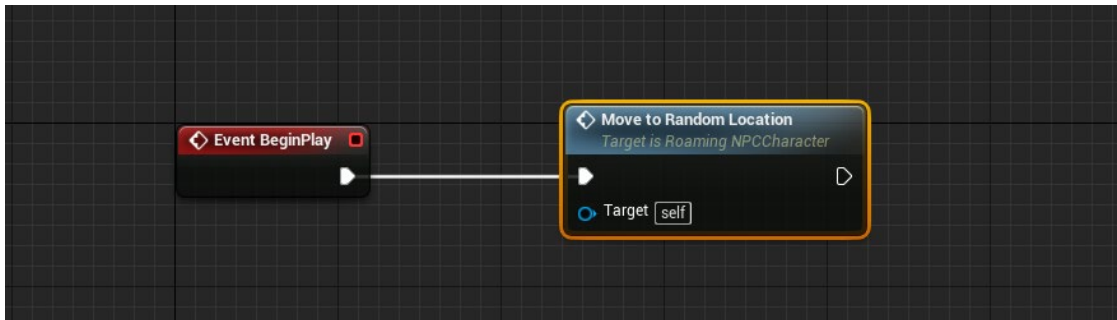 Event BeginPlay
Move to Random Location
Target is Roaming NPCCharacter
Target self